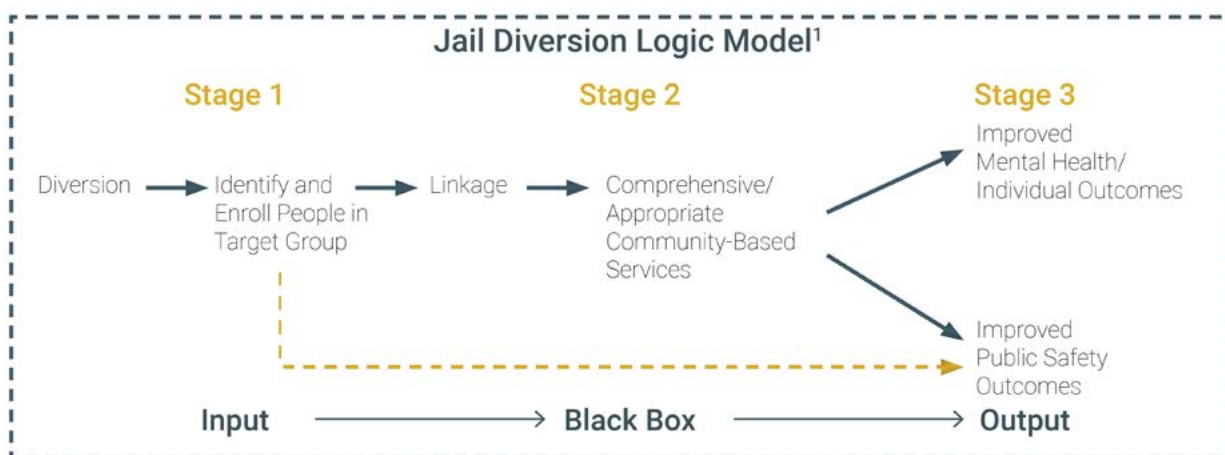 Jail Diversion Logic Model¹
Stage 1
Stage 2
Stage 3
Diversion
Identify and
Enroll People in
Target Group
Linkage
Comprehensive/
Appropriate
Community-Based
Services
Improved
Mental Health/
Individual Outcomes
Improved
Public Safety
Outcomes
Input
Black Box
Output